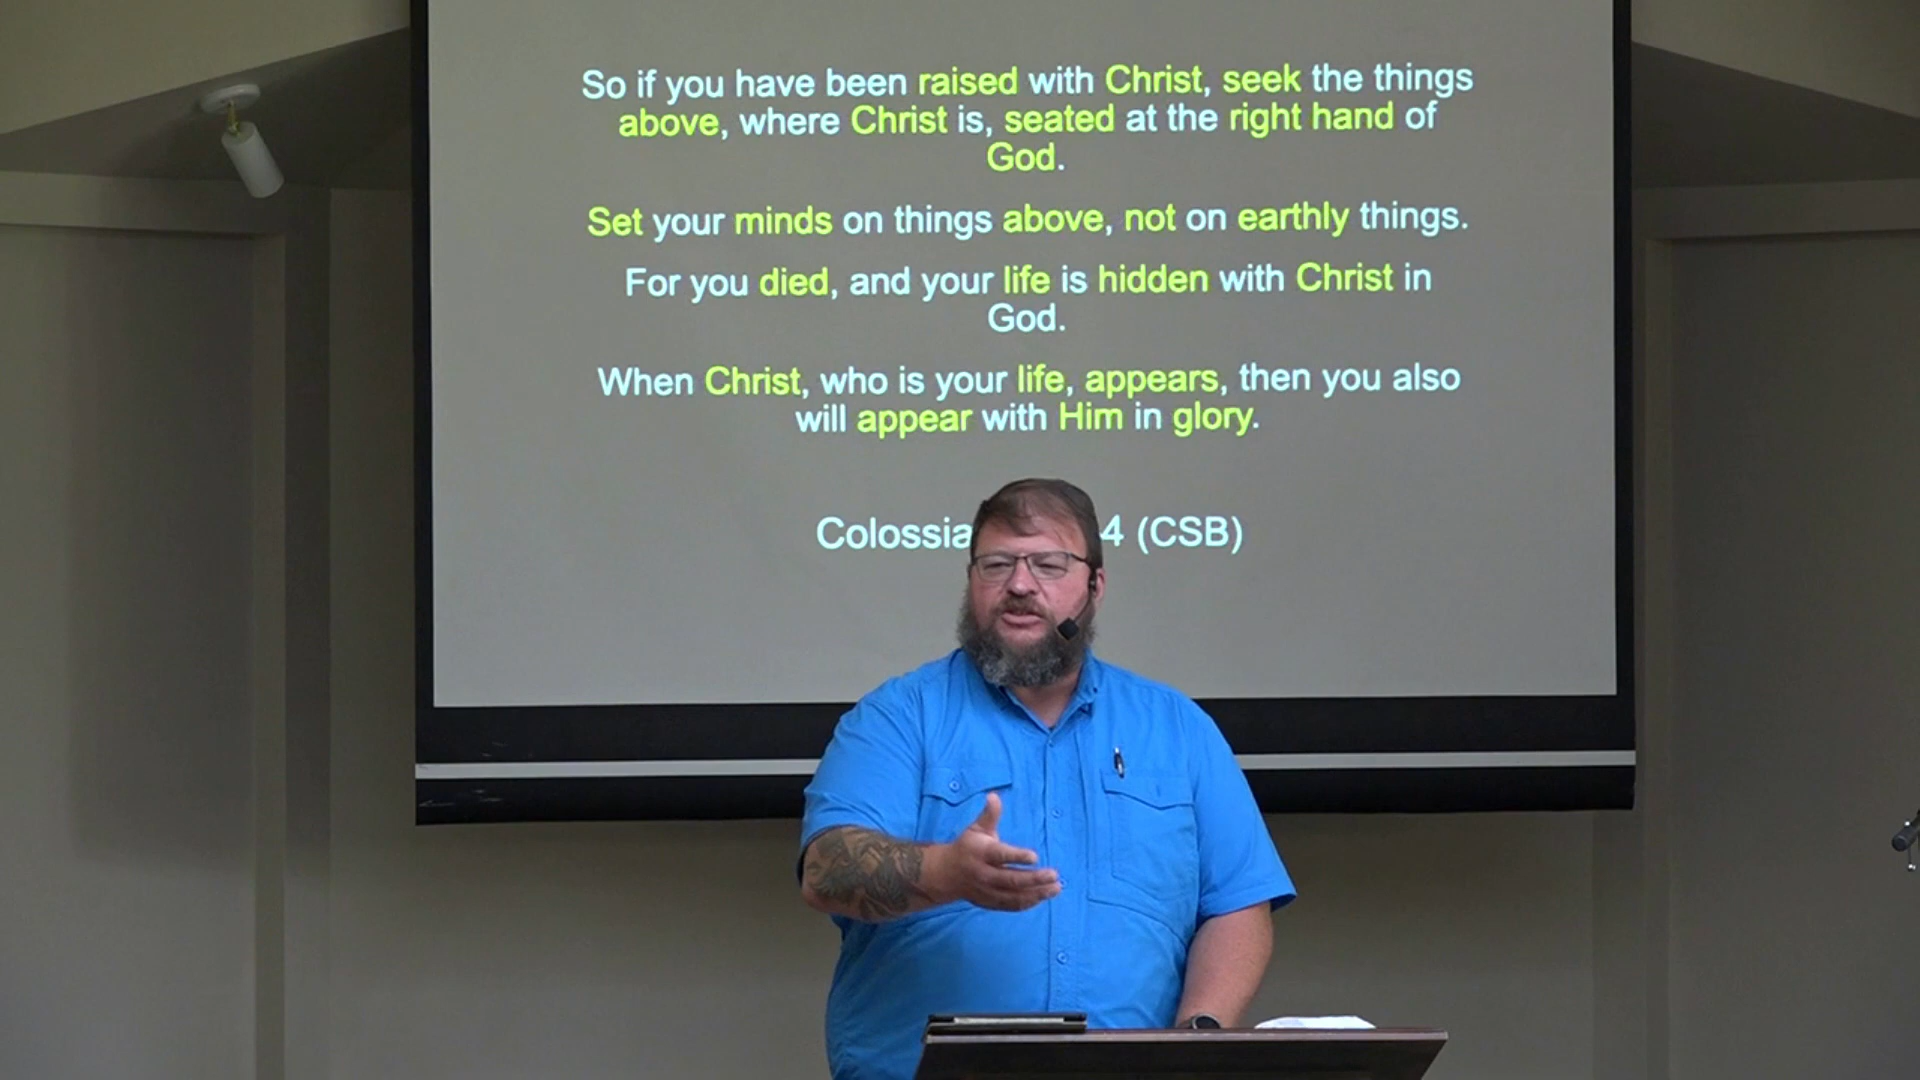 So if you have been raised with Christ, seek the things
above, where Christ is, seated at the right hand of
God.
Set your minds on things above, not on earthly things.
For you died, and your life is hidden with Christ in
God.
When Christ, who is your life, appears, then you also
will appear with Him in glory.
4 (CSB)